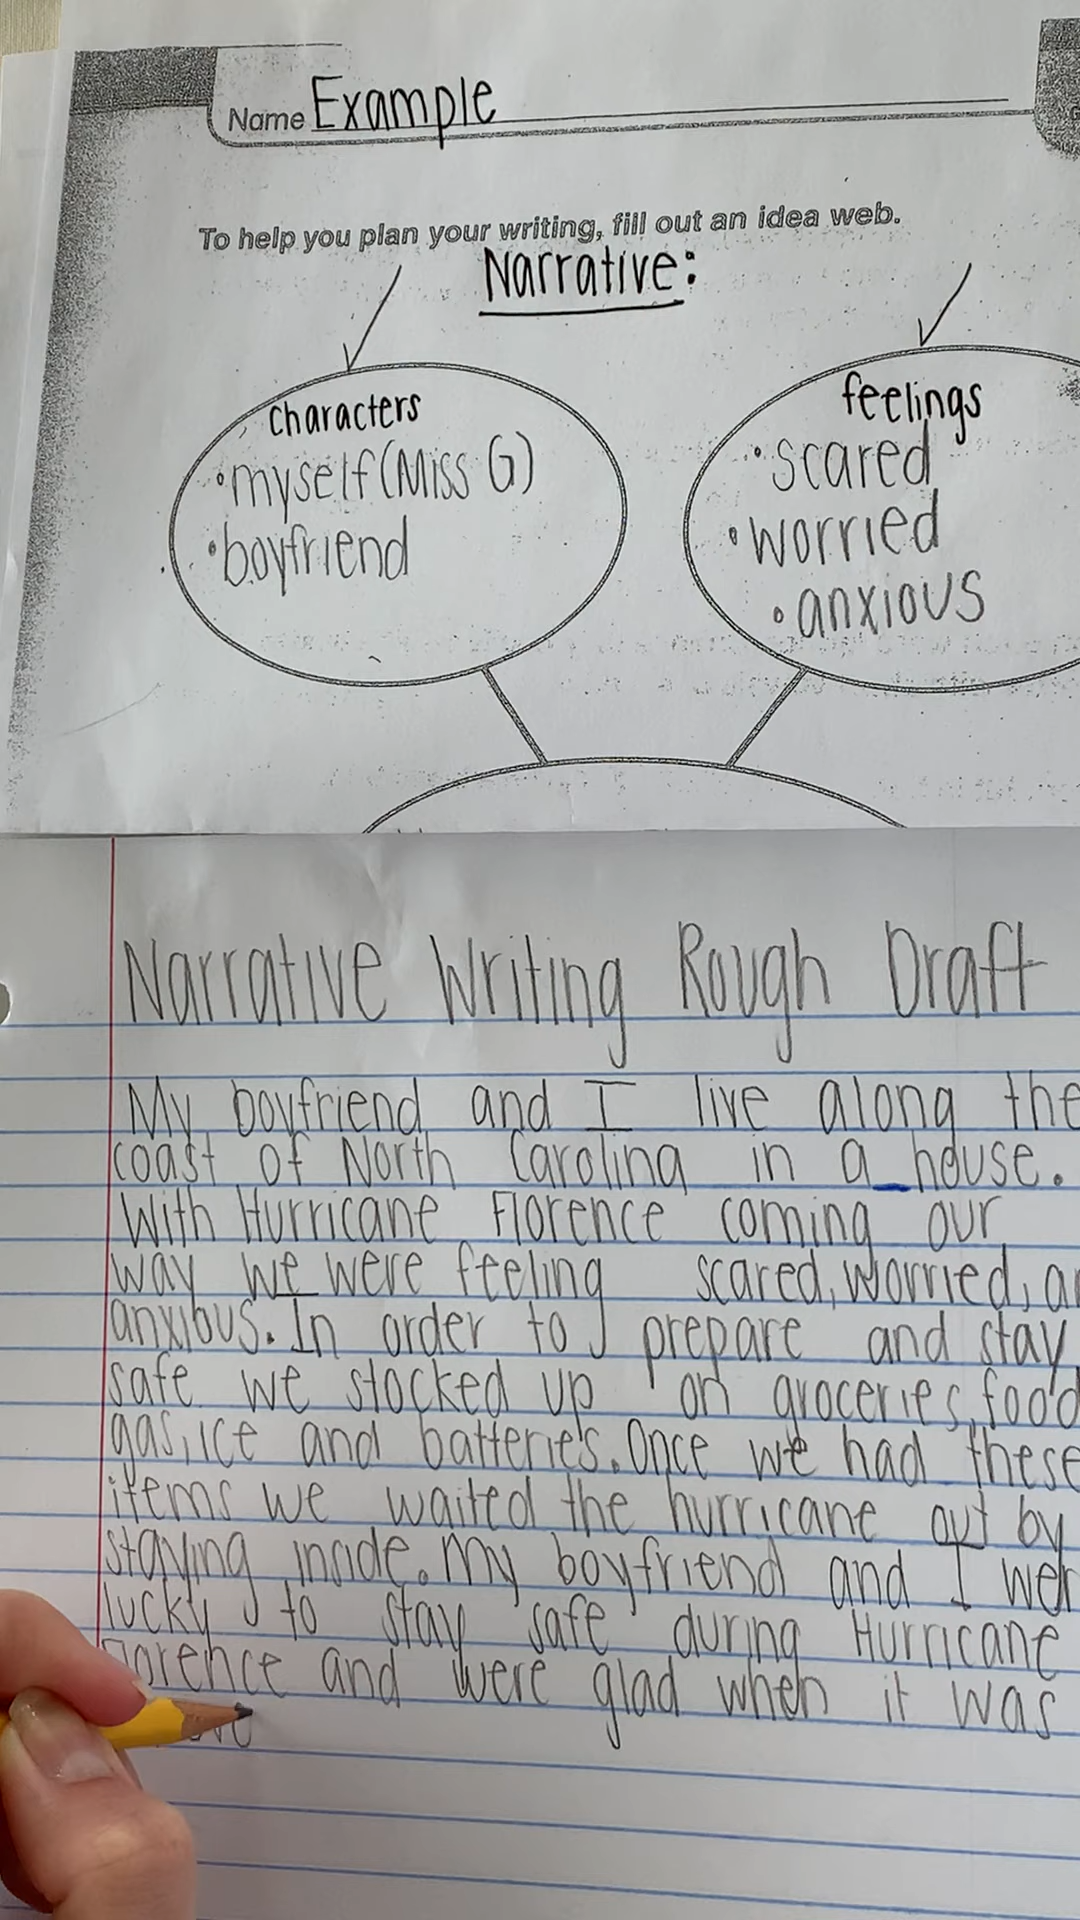 Name Example
To help you plan your writing, fill out an idea web.
Narrative:
Characters
•myself (Miss G)
•boyfriend
feelings
•scared
•worried
•anxious
Narrative Writing Rough Draft
My boyfriend and I live along the
coast of North Carolina in a house.
With Hurricane Florence coming our
way we were feeling scared, worried,
anxious. In order to prepare and stay
safe we stocked up on groceries, food
gas, ice and batteries. Once we had these
items we waited the hurricane out by
staying inside. My boyfriend and I
lucky to stay safe during Hurricane
and were glad when it was